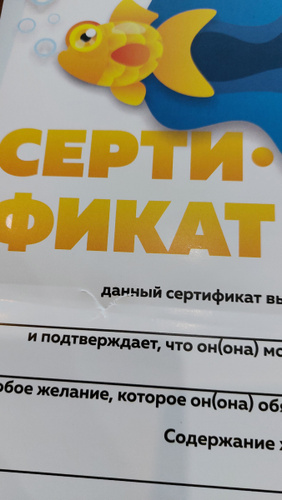 СЕРТИ•
ФИКАТ
данный сертификат
и подтверждает, что он(она)
желание, которое он(она)
Содержание